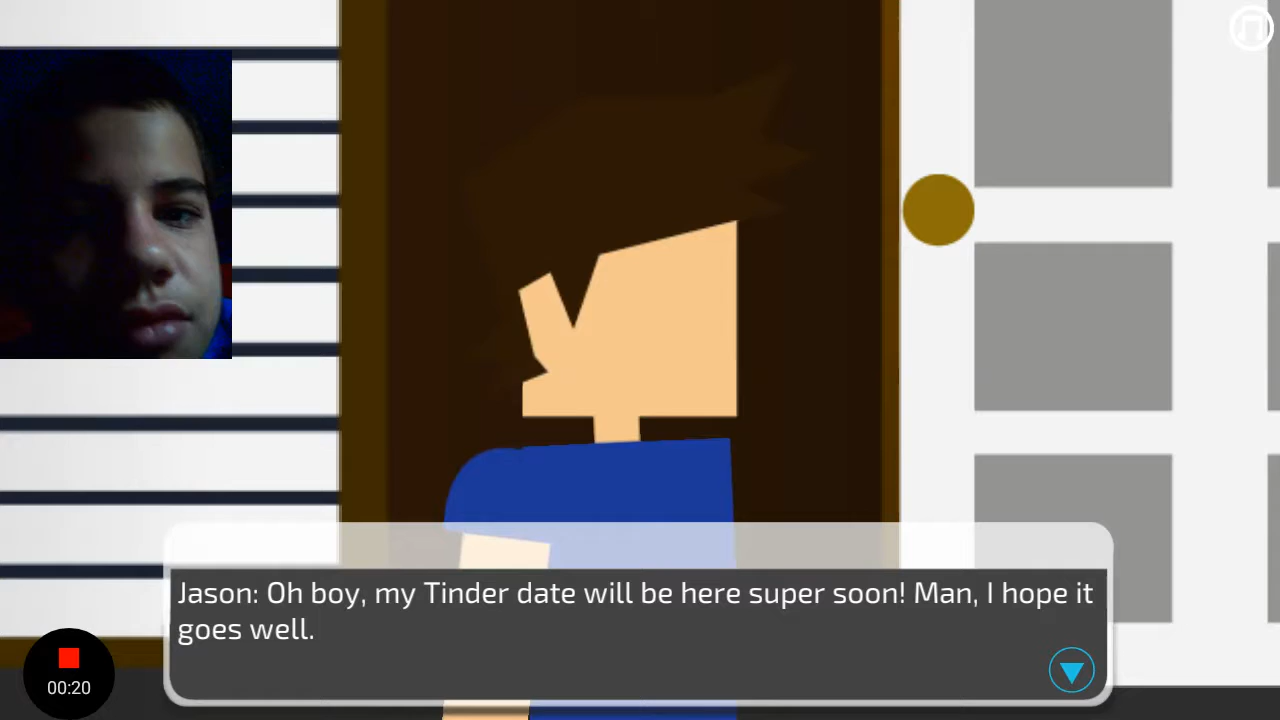 Jason: Oh boy, my Tinder date will be here super soon! Man, I hope it
goes well.
00:20